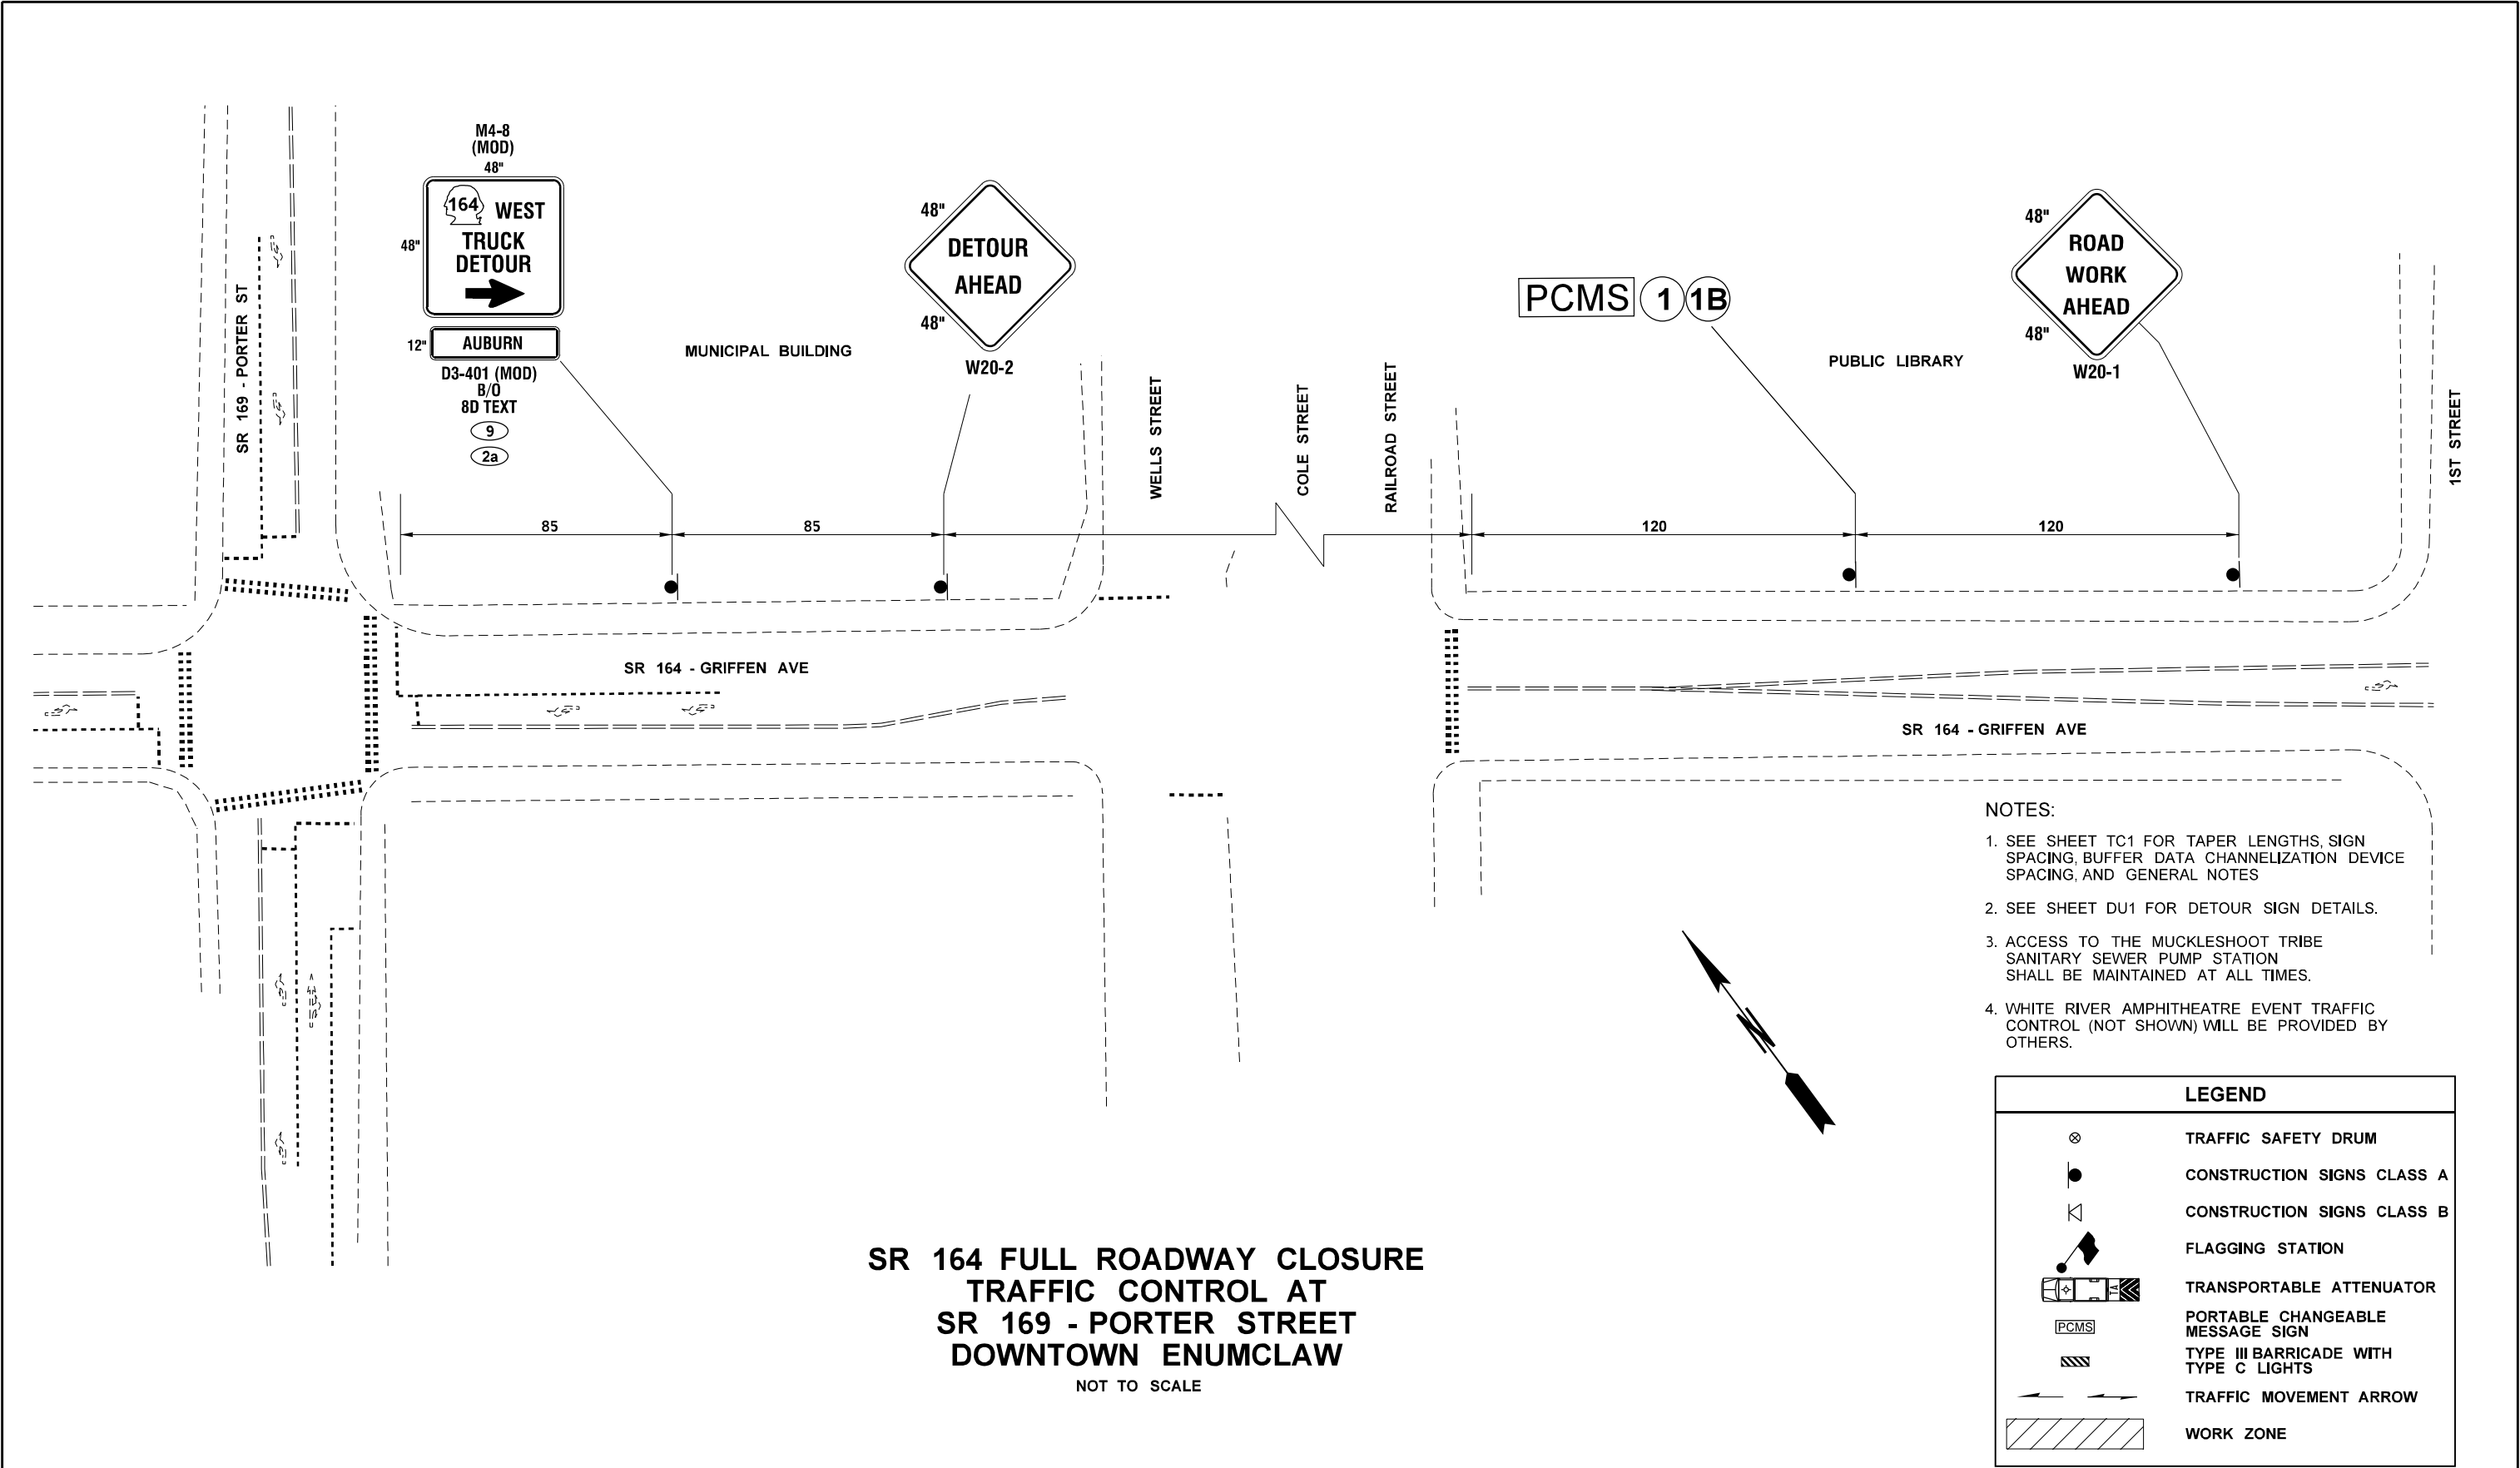 M4-8
(MOD)
48"
164 WEST
48"
TRUCK
DETOUR
12"
AUBURN
D3-401 (MOD)
B/O
8D TEXT
9
2a
SR 169 - PORTER ST
MUNICIPAL BUILDING
48"
DETOUR
AHEAD
48"
W20-2
WELLS STREET
COLE STREET
RAILROAD STREET
PCMS 1 1B
PUBLIC LIBRARY
48"
ROAD
WORK
AHEAD
48"
W20-1
1ST STREET
85
85
120
120
SR 164 - GRIFFEN AVE
SR 164 - GRIFFEN AVE
N
NOTES:
1. SEE SHEET TC1 FOR TAPER LENGTHS, SIGN
SPACING, BUFFER DATA CHANNELIZATION DEVICE
SPACING, AND GENERAL NOTES
2. SEE SHEET DU1 FOR DETOUR SIGN DETAILS.
3. ACCESS TO THE MUCKLESHOOT TRIBE
SANITARY SEWER PUMP STATION
SHALL BE MAINTAINED AT ALL TIMES.
4. WHITE RIVER AMPHITHEATRE EVENT TRAFFIC
CONTROL (NOT SHOWN) WILL BE PROVIDED BY
OTHERS.
LEGEND
TRAFFIC SAFETY DRUM
CONSTRUCTION SIGNS CLASS A
CONSTRUCTION SIGNS CLASS B
FLAGGING STATION
TA
TRANSPORTABLE ATTENUATOR
PCMS
PORTABLE CHANGEABLE
MESSAGE SIGN
TYPE III BARRICADE WITH
TYPE C LIGHTS
TRAFFIC MOVEMENT ARROW
WORK ZONE
SR 164 FULL ROADWAY CLOSURE
TRAFFIC CONTROL AT
SR 169 - PORTER STREET
DOWNTOWN ENUMCLAW
NOT TO SCALE